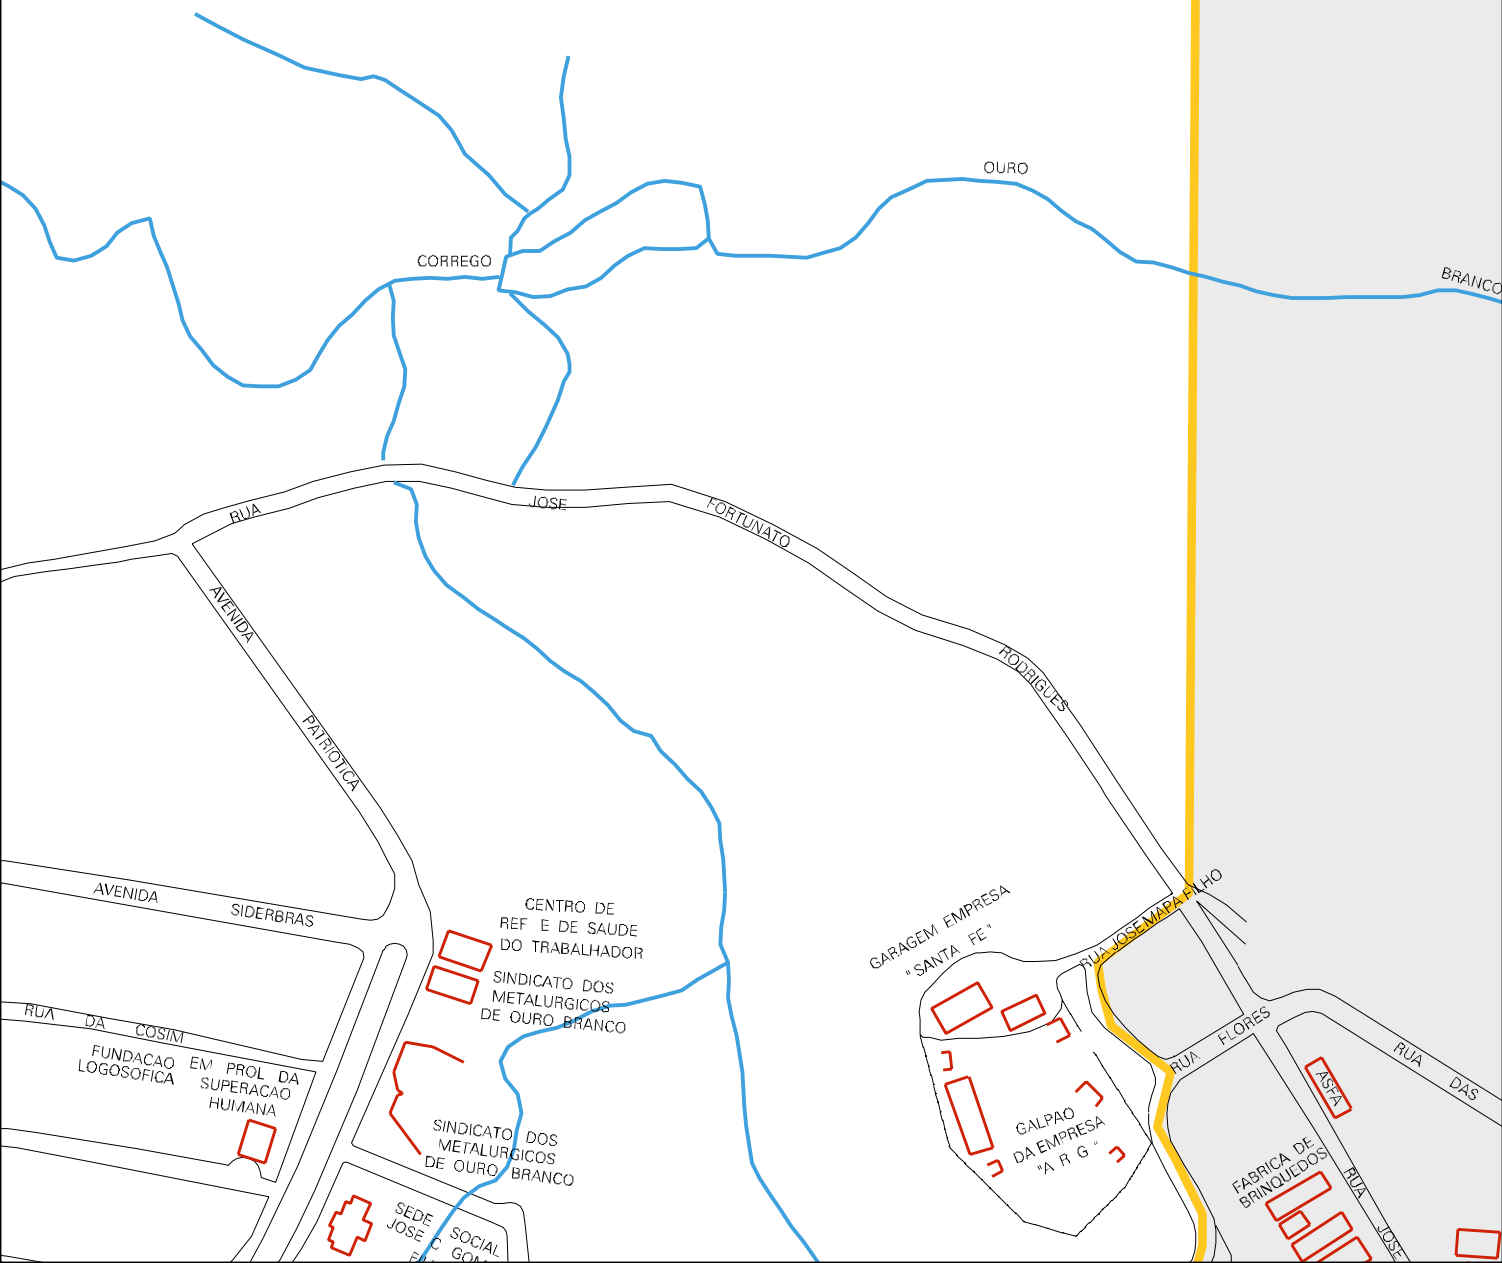 OURO
CORREGO
BRANCO
RUA
JOSE
FORTUNATO
RODRIGUES
AVENIDA
PATRIOTICA
AVENIDA SIDERBRAS
CENTRO DE
REF E DE SAUDE
DO TRABALHADOR
SINDICATO DOS
METALURGICOS
DE OURO BRANCO
GARAGEM EMPRESA
"SANTA FE"
RUA JOSE MAPA FILHO
RUA DA COSIM
FUNDACAO EM PROL DA
LOGOSOFICA SUPERACAO
HUMANA
SINDICATO DOS
METALURGICOS
DE OURO BRANCO
SEDE SOCIAL
JOSE C GOM
GALPAO
DA EMPRESA
"A R G"
RUA FLORES
RUA DAS
ASFA
FABRICA DE
BRINQUEDOS
RUA
JOSE